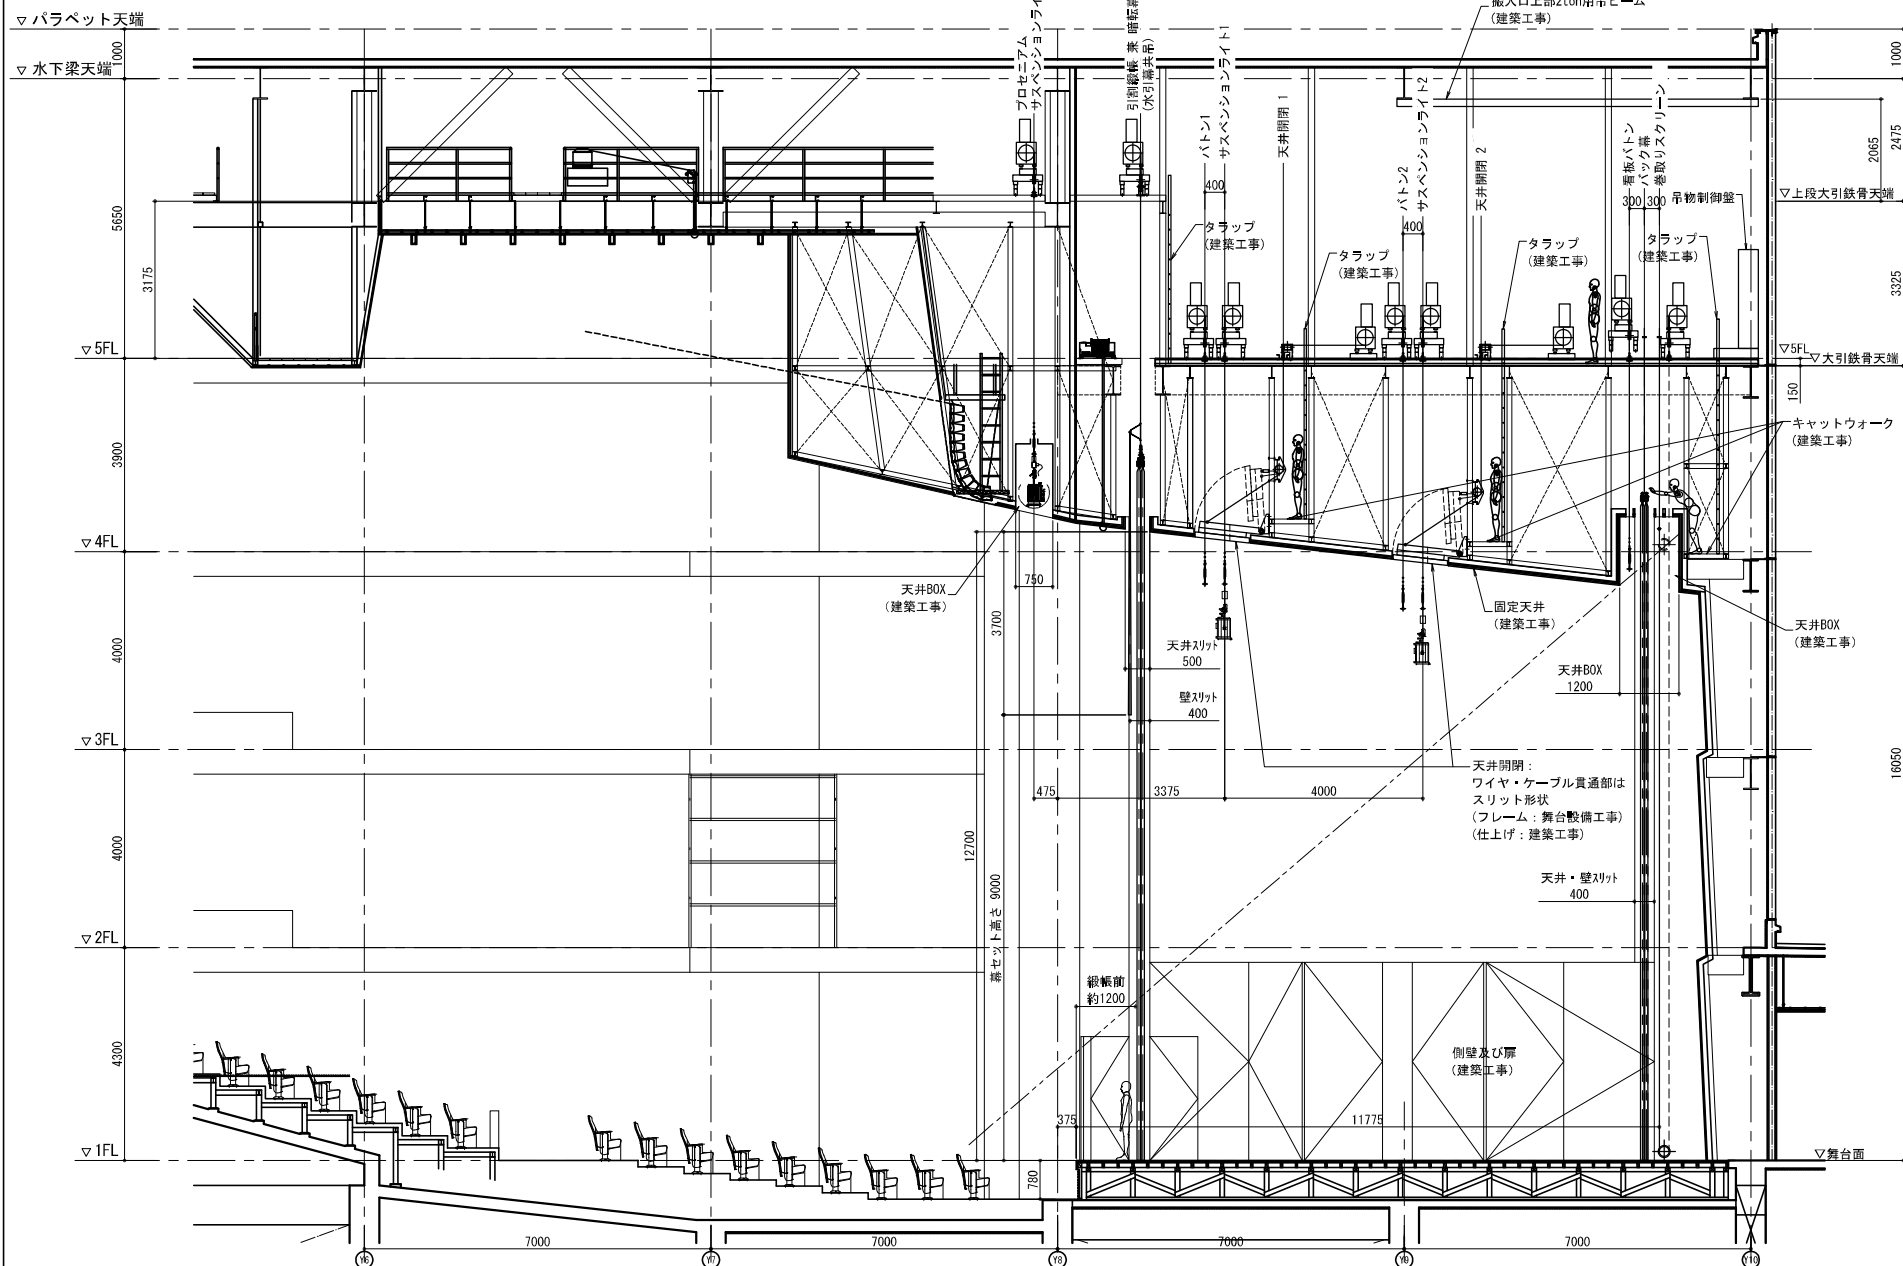 ▽ パラペット天端
▽ 水下梁天端
1000
5650
3175
▽5FL
3900
▽4FL
4000
▽3FL
4000
▽2FL
4300
▽1FL
プロセニアム
引割緞帳 兼 暗転幕
(水引幕共吊)
バトン1
サスペンションライト1
400
天井開閉 1
バトン2
サスペンションライト2
400
天井開閉 2
(建築工事)
看板バトン
バック幕
巻取りスクリーン
300
300
吊物制御盤
1000
2065
2475
▽上段大引鉄骨天端
3325
タラップ
(建築工事)
タラップ
(建築工事)
タラップ
(建築工事)
タラップ
(建築工事)
▽5FL
▽大引鉄骨天端
150
キャットウォーク
(建築工事)
天井BOX
(建築工事)
750
3700
天井スリット
500
壁スリット
400
固定天井
(建築工事)
天井BOX
(建築工事)
天井BOX
1200
天井開閉：
ワイヤ・ケーブル貫通部は
スリット形状
(フレーム：舞台設備工事)
(仕上げ：建築工事)
475
3375
4000
16050
12700
幕セット高さ 9000
天井・壁スリット
400
緞帳前
約1200
側壁及び扉
(建築工事)
375
11775
780
▽舞台面
7000
7000
7000
7000
Y6
Y7
Y8
Y9
Y10